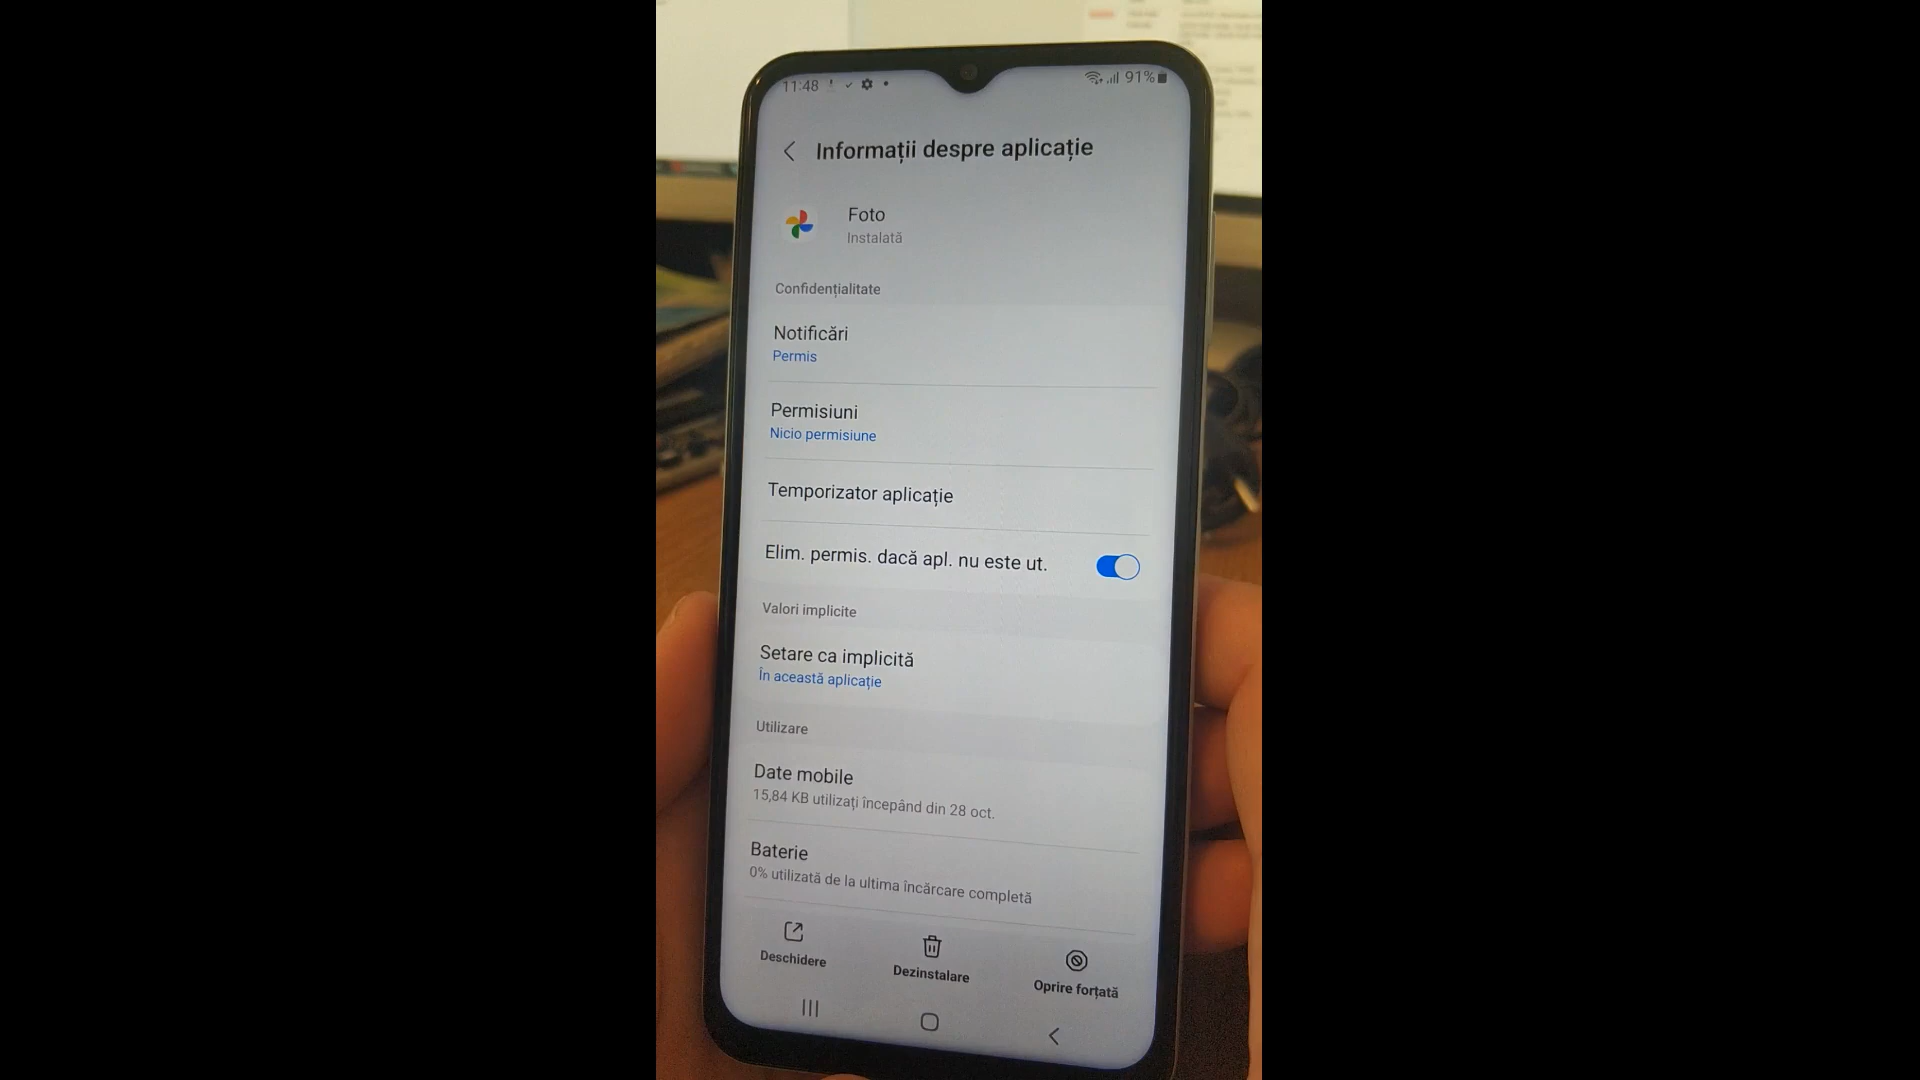 11:48
91%
Informații despre aplicație
Foto
Instalată
Confidențialitate
Notificări
Permis
Permisiuni
Nicio permisiune
Temporizator aplicație
Elim. permis. dacă apl. nu este ut.
Valori implicite
Setare ca implicită
În această aplicație
Utilizare
Date mobile
15,84 KB utilizați începând din 28 oct.
Baterie
0% utilizată de la ultima încărcare completă
Deschidere
Dezinstalare
Oprire forțată